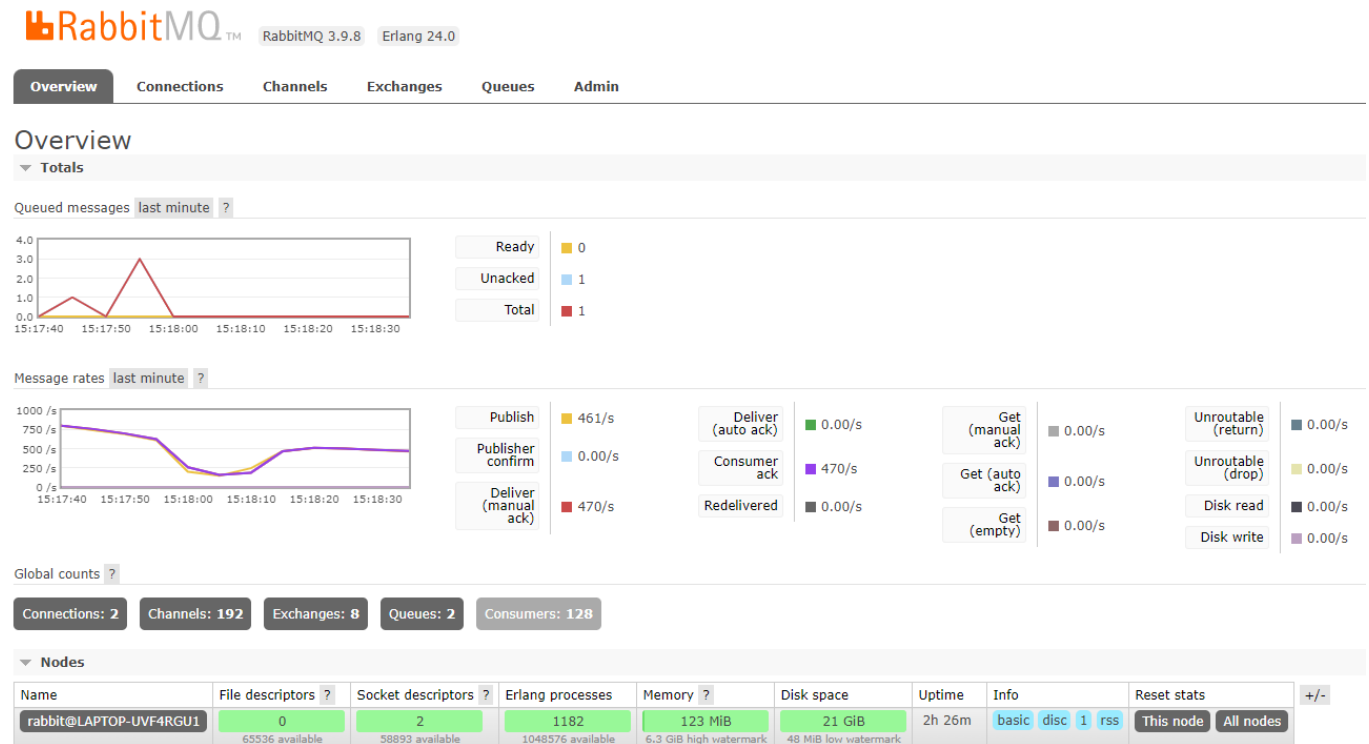 RabbitMQ TM RabbitMQ 3.9.8 Erlang 24.0
Overview Connections Channels Exchanges Queues Admin
Overview
Totals
Queued messages last minute ?
4.0
3.0
2.0
1.0
0.0
15:17:40 15:17:50 15:18:00 15:18:10 15:18:20 15:18:30
Ready 0
Unacked 1
Total 1
Message rates last minute ?
1000 /s
750 /s
500 /s
250 /s
0 /s
15:17:40 15:17:50 15:18:00 15:18:10 15:18:20 15:18:30
Publish 461/s
Publisher
confirm 0.00/s
Deliver
(manual
ack) 470/s
Deliver
(auto ack) 0.00/s
Consumer
ack 470/s
Redelivered 0.00/s
Get
(manual
ack) 0.00/s
Get (auto
ack) 0.00/s
Get
(empty) 0.00/s
Unroutable
(return) 0.00/s
Unroutable
(drop) 0.00/s
Disk read 0.00/s
Disk write 0.00/s
Global counts ?
Connections: 2 Channels: 192 Exchanges: 8 Queues: 2 Consumers: 128
Nodes
Name File descriptors ? Socket descriptors ? Erlang processes Memory ? Disk space Uptime Info Reset stats +/-
rabbit@LAPTOP-UVF4RGU1 0 2 1182 123 MiB 21 GiB 2h 26m basic disc 1 rss This node All nodes
65536 available 58893 available 1048576 available 6.3 GiB high watermark 48 MiB low watermark